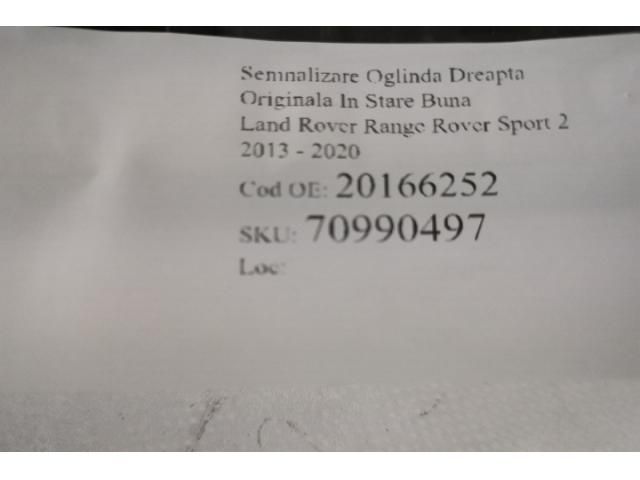 Semnalizare Oglinda Dreapta
Originala In Stare Buna
Land Rover Range Rover Sport 2
2013 - 2020
Cod OE: 20166252
SKU: 70990497
Loc: